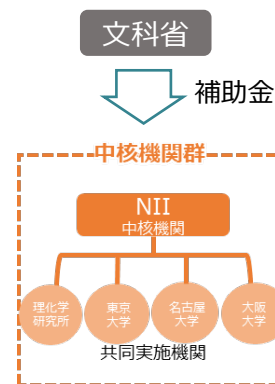 文科省
補助金
中核機関群
NII
中核機関
理化学
研究所
東京
大学
名古屋
大学
大阪
大学
共同実施機関